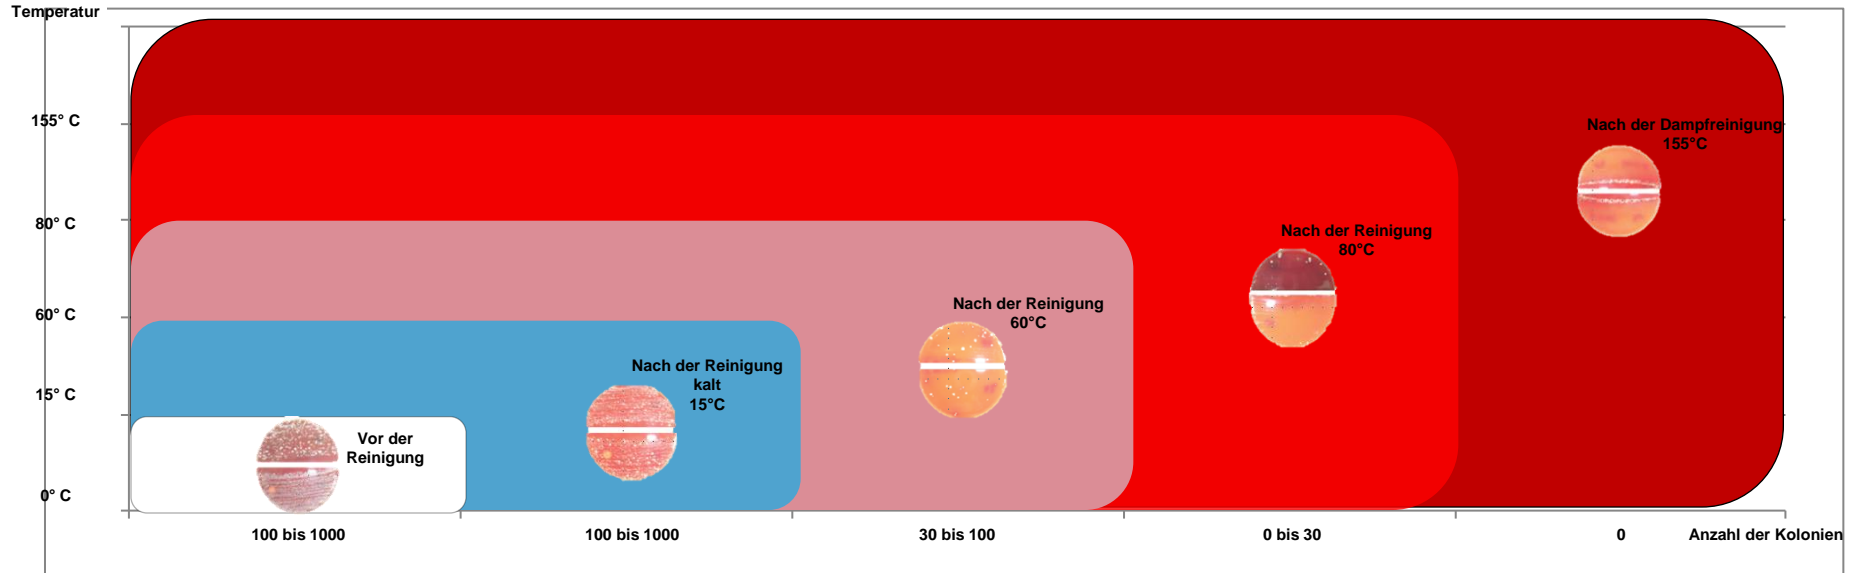 Temperatur
155° C
80° C
60° C
15° C
0° C
Nach der Dampfreinigung
155°C
Nach der Reinigung
80°C
Nach der Reinigung
60°C
Nach der Reinigung
kalt
15°C
Vor der
Reinigung
100 bis 1000
100 bis 1000
30 bis 100
0 bis 30
0
Anzahl der Kolonien